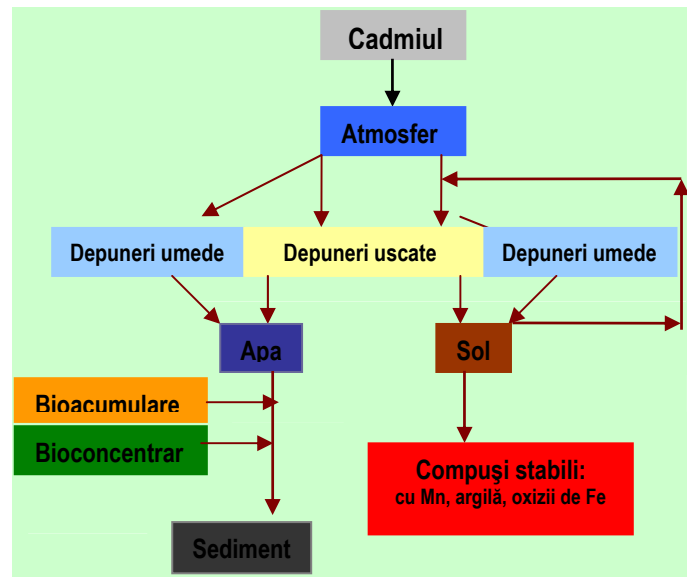 Cadmiul
Atmosfer
Depuneri umede
Depuneri uscate
Depuneri umede
Apa
Sol
Bioacumulare
Bioconcentrar
Compuşi stabili:
cu Mn, argilă, oxizii de Fe
Sediment